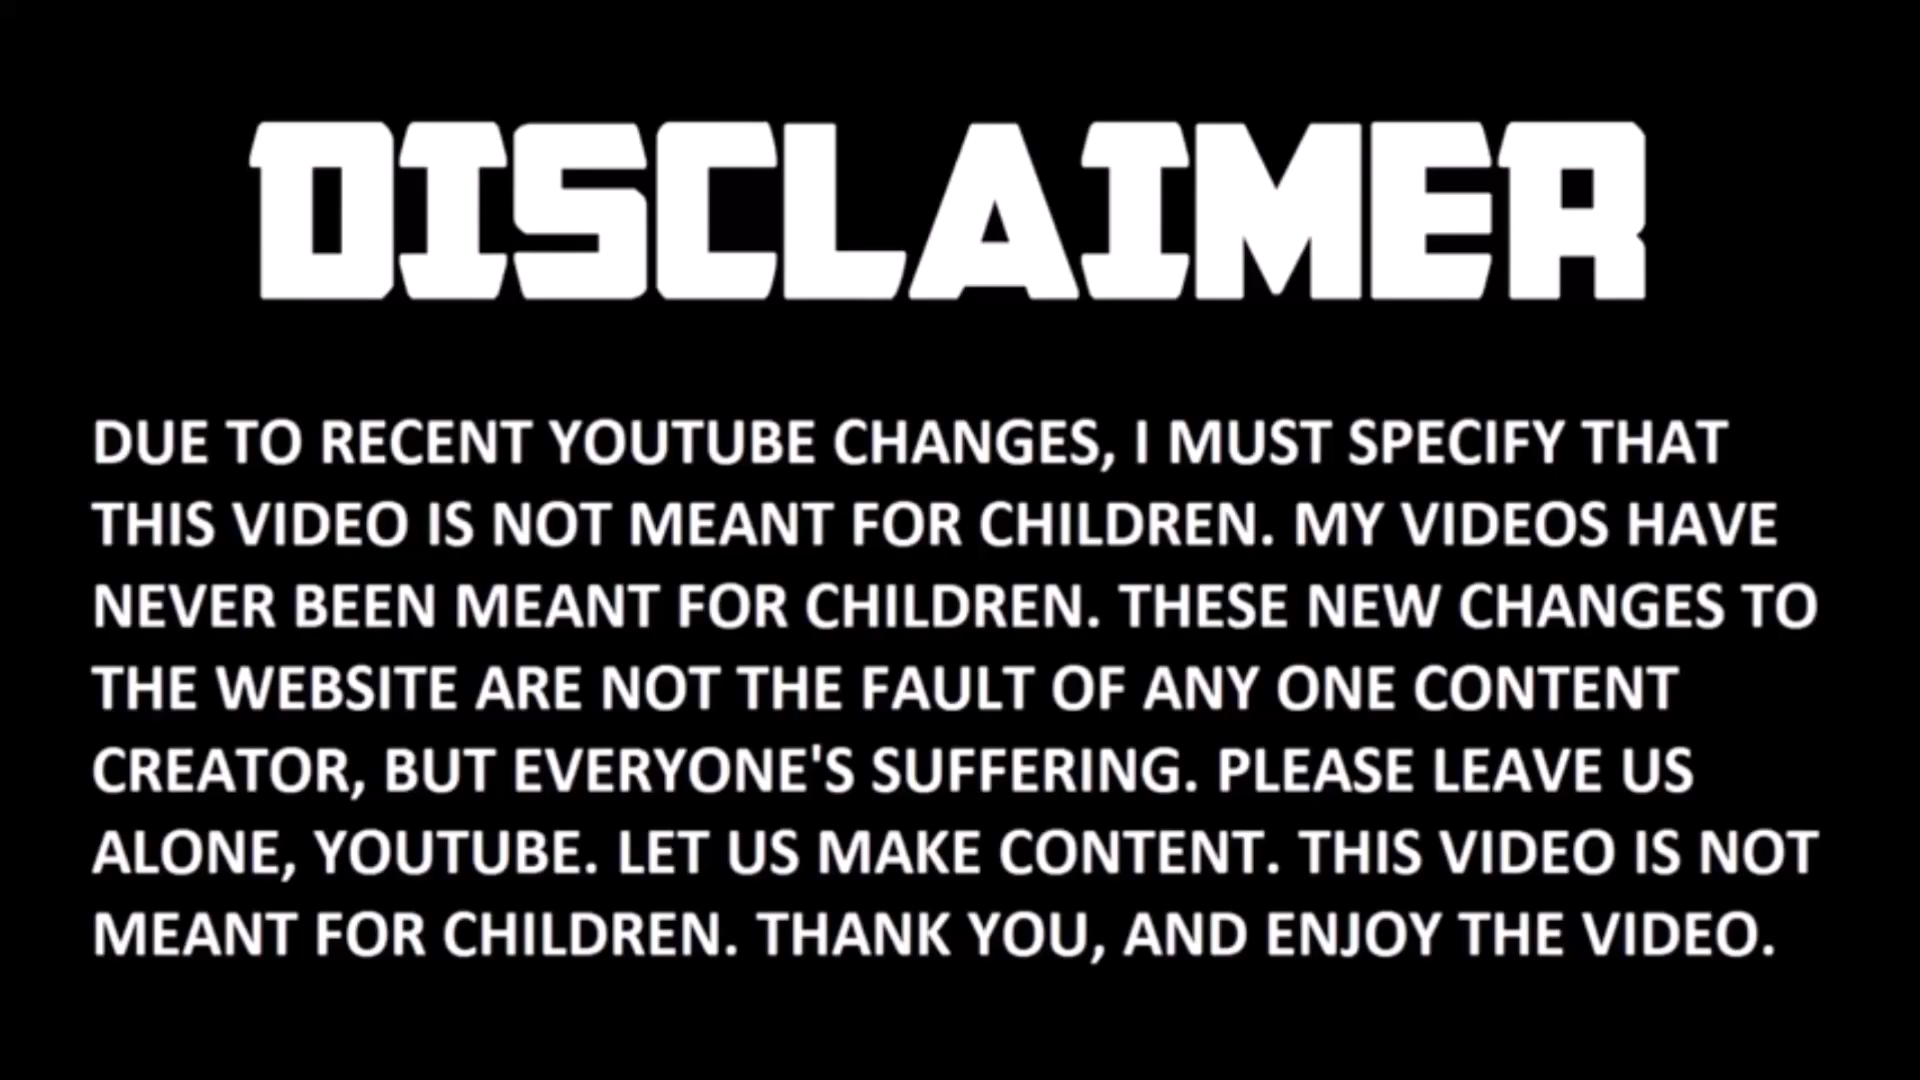 DISCLAIMER
DUE TO RECENT YOUTUBE CHANGES, I MUST SPECIFY THAT
THIS VIDEO IS NOT MEANT FOR CHILDREN. MY VIDEOS HAVE
NEVER BEEN MEANT FOR CHILDREN. THESE NEW CHANGES TO
THE WEBSITE ARE NOT THE FAULT OF ANY ONE CONTENT
CREATOR, BUT EVERYONE'S SUFFERING. PLEASE LEAVE US
ALONE, YOUTUBE. LET US MAKE CONTENT. THIS VIDEO IS NOT
MEANT FOR CHILDREN. THANK YOU, AND ENJOY THE VIDEO.